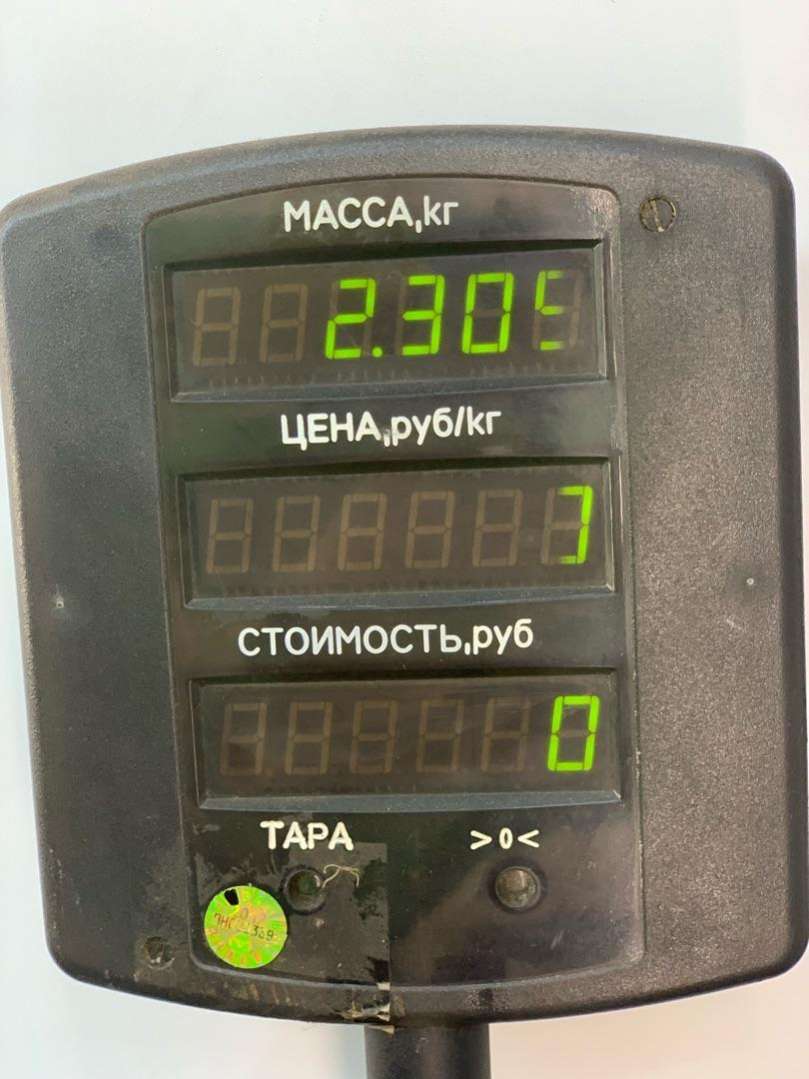 МАССА,кг
2.305
ЦЕНА,руб/кг
7
СТОИМОСТЬ,руб
0
ТАРА >0<